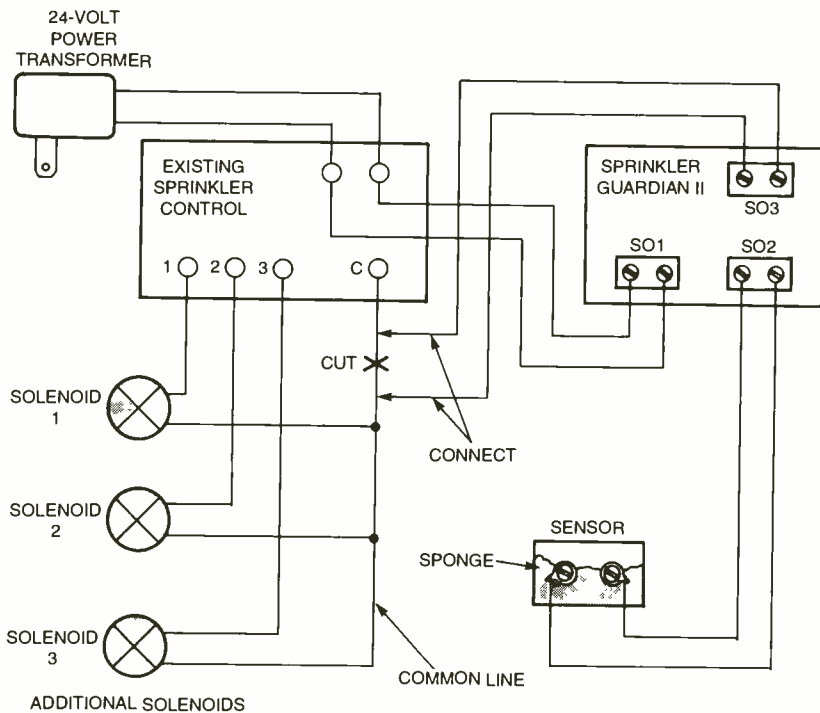 24-VOLT
POWER
TRANSFORMER
EXISTING
SPRINKLER
CONTROL
SPRINKLER
GUARDIAN II
SO3
SO1
SO2
1
2
3
C
CUT
CONNECT
SOLENOID
1
SOLENOID
2
SENSOR
SPONGE
SOLENOID
3
COMMON LINE
ADDITIONAL SOLENOIDS